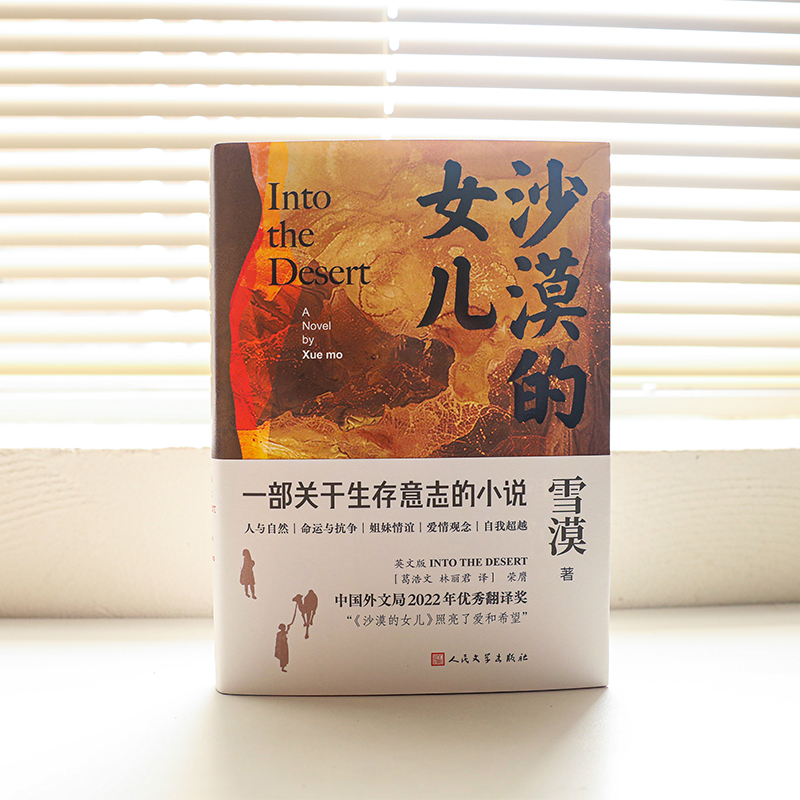 Into
the
Desert
A
Novel
by
Xue mo
沙漠的
女儿
一部关于生存意志的小说
人与自然|命运与抗争|姐妹情谊|爱情观念|自我超越
雪漠
著
英文版 INTO THE DESERT
[葛浩文 林丽君 译] 荣膺
中国外文局2022年优秀翻译奖
“《沙漠的女儿》照亮了爱和希望”
人民文学出版社